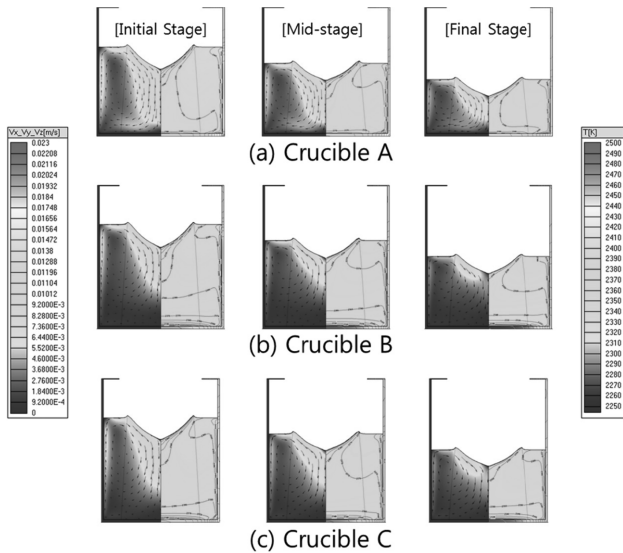 [Initial Stage]
[Mid-stage]
[Final Stage]
(a) Crucible A
Vx_Vy_Vz[m/s]
0.023
0.02208
0.02116
0.02024
0.01932
0.0184
0.01748
0.01656
0.01564
0.01472
0.0138
0.01288
0.01196
0.01104
0.01012
9.2000E-3
8.2800E-3
7.3600E-3
6.4400E-3
5.5200E-3
4.6000E-3
3.6800E-3
2.7600E-3
1.8400E-3
9.2000E-4
0
T[K]
2500
2490
2480
2470
2460
2450
2440
2430
2420
2410
2400
2390
2380
2370
2360
2350
2340
2330
2320
2310
2300
2290
2280
2270
2260
2250
(b) Crucible B
(c) Crucible C